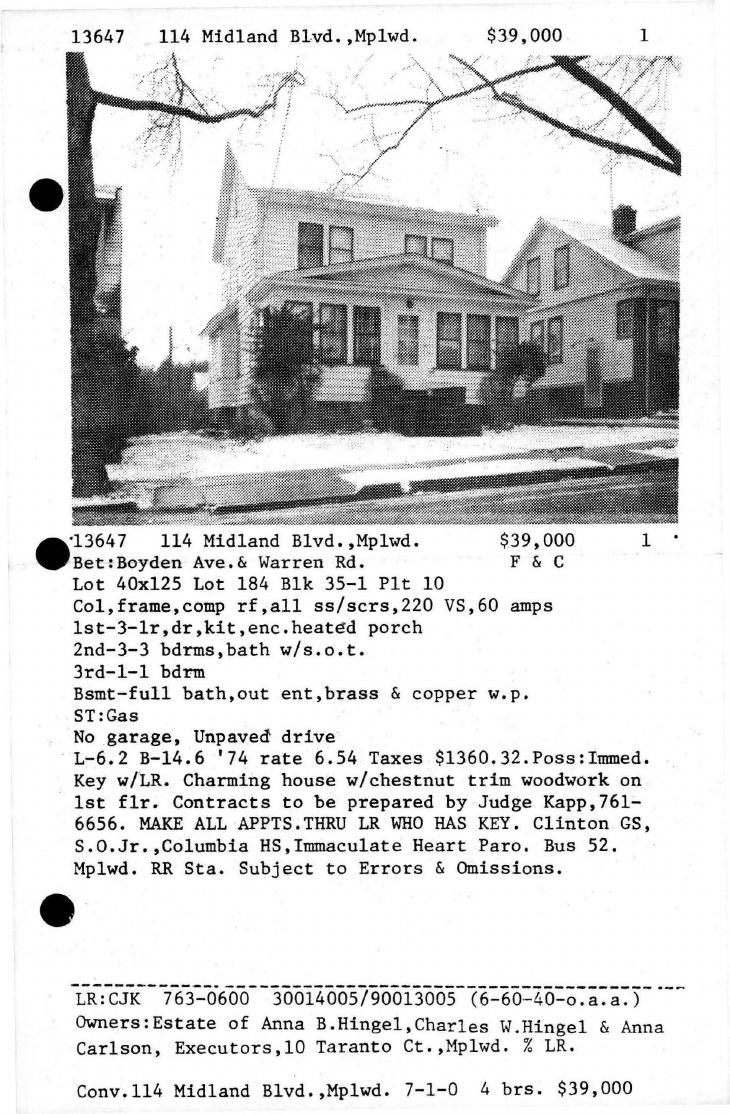 13647 114 Midland Blvd.,Mplwd. $39,000 1
13647 114 Midland Blvd.,Mplwd. $39,000 1
Bet:Boyden Ave.& Warren Rd. F & C
Lot 40x125 Lot 184 Blk 35-1 Plt 10
Col,frame,comp rf,all ss/scrs,220 VS,60 amps
1st-3-lr,dr,kit,enc.heated porch
2nd-3-3 bdrms,bath w/s.o.t.
3rd-1-1 bdrm
Bsmt-full bath,out ent,brass & copper w.p.
ST:Gas
No garage, Unpaved drive
L-6.2 B-14.6 '74 rate 6.54 Taxes $1360.32.Poss:Immed.
Key w/LR. Charming house w/chestnut trim woodwork on
1st flr. Contracts to be prepared by Judge Kapp,761-
6656. MAKE ALL APPTS.THRU LR WHO HAS KEY. Clinton GS,
S.O.Jr.,Columbia HS,Immaculate Heart Paro. Bus 52.
Mplwd. RR Sta. Subject to Errors & Omissions.
LR:CJK 763-0600 30014005/90013005 (6-60-40-o.a.a.)
Owners:Estate of Anna B.Hingel,Charles W.Hingel & Anna
Carlson, Executors,10 Taranto Ct.,Mplwd. % LR.
Conv.114 Midland Blvd.,Mplwd. 7-1-0 4 brs. $39,000